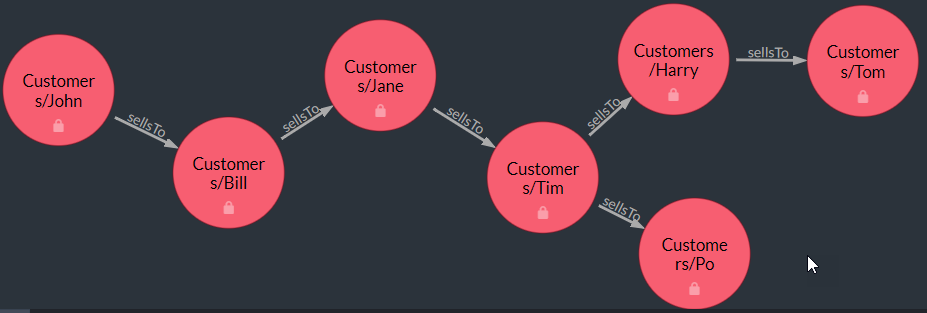 Customer
s/John
sellsTo
Customer
s/Bill
sellsTo
Customer
s/Jane
sellsTo
Customer
s/Tim
sellsTo
Customers
/Harry
sellsTo
Customer
s/Tom
sellsTo
Custome
rs/Po